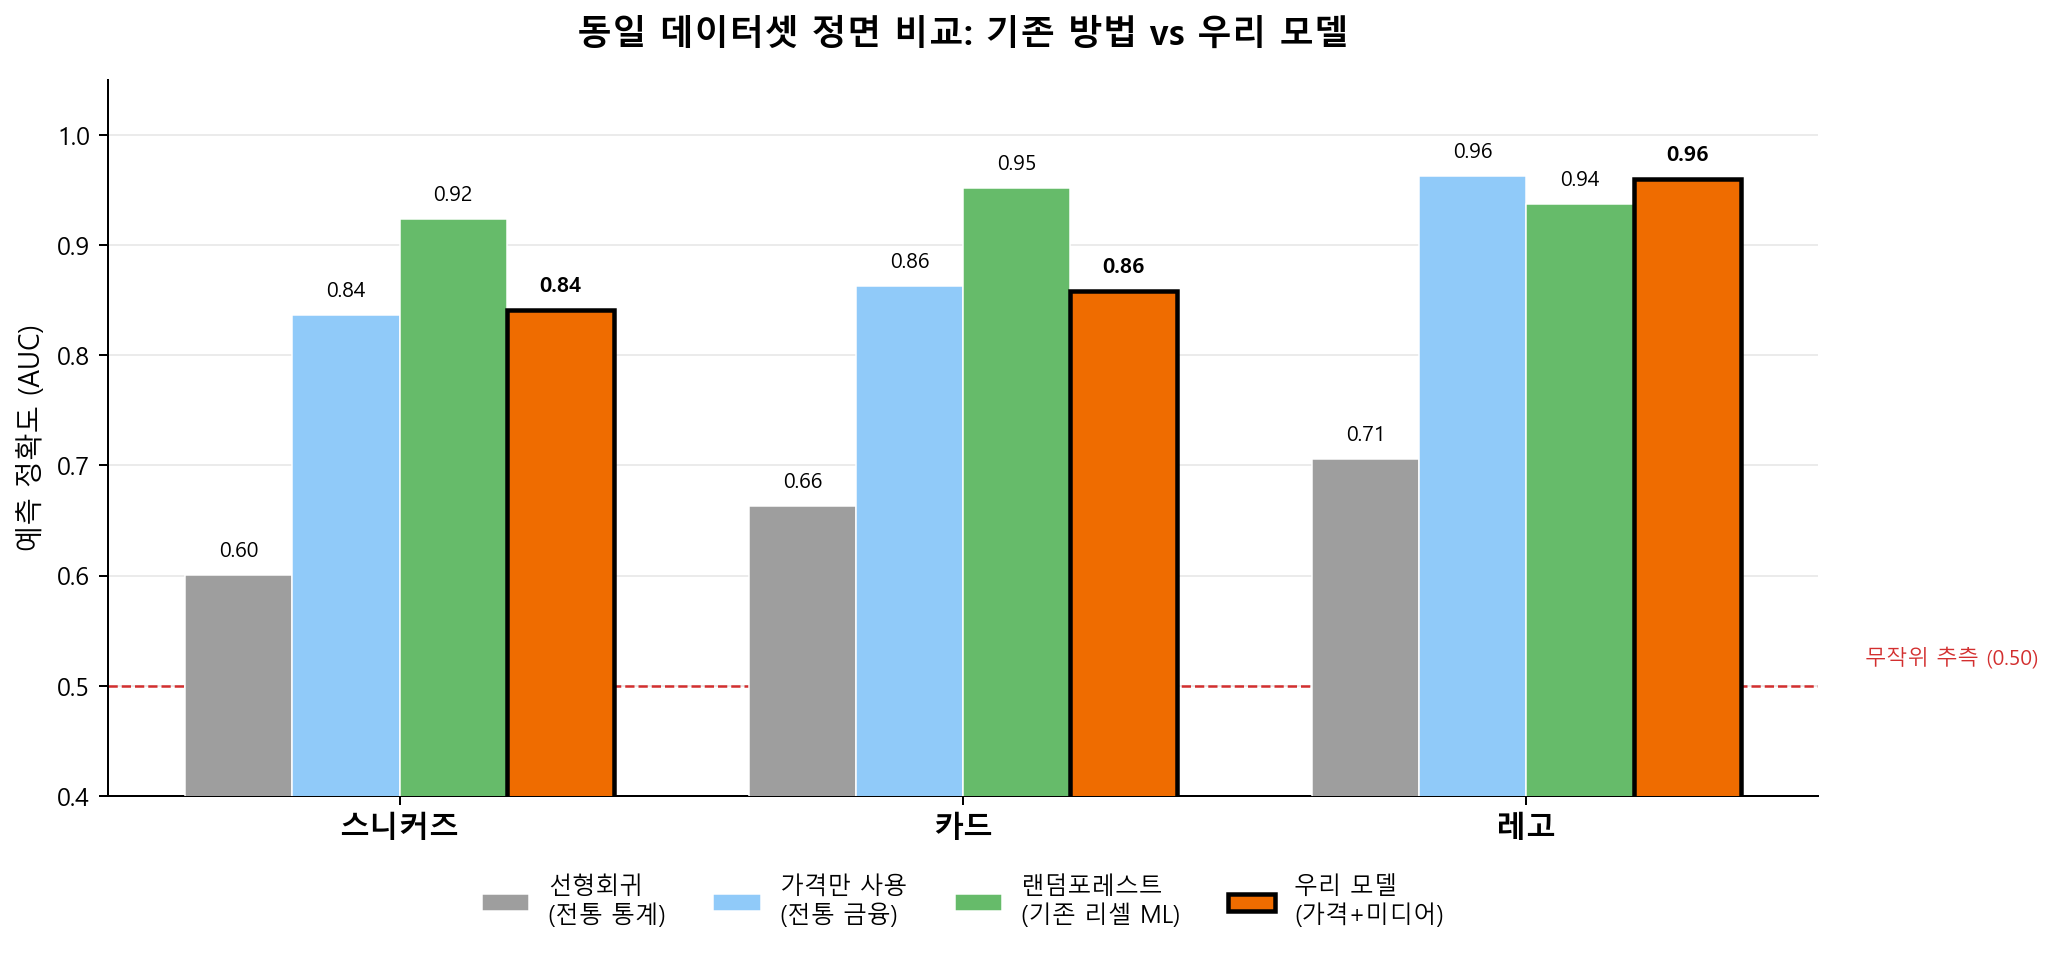 동일 데이터셋 정면 비교: 기존 방법 vs 우리 모델
예측 정확도 (AUC)
1.0
0.9
0.8
0.7
0.6
0.5
0.4
0.60
0.84
0.92
0.84
0.66
0.86
0.95
0.86
0.71
0.96
0.94
0.96
무작위 추측 (0.50)
스니커즈
카드
레고
선형회귀
(전통 통계)
가격만 사용
(전통 금융)
랜덤포레스트
(기존 리셀 ML)
우리 모델
(가격+미디어)